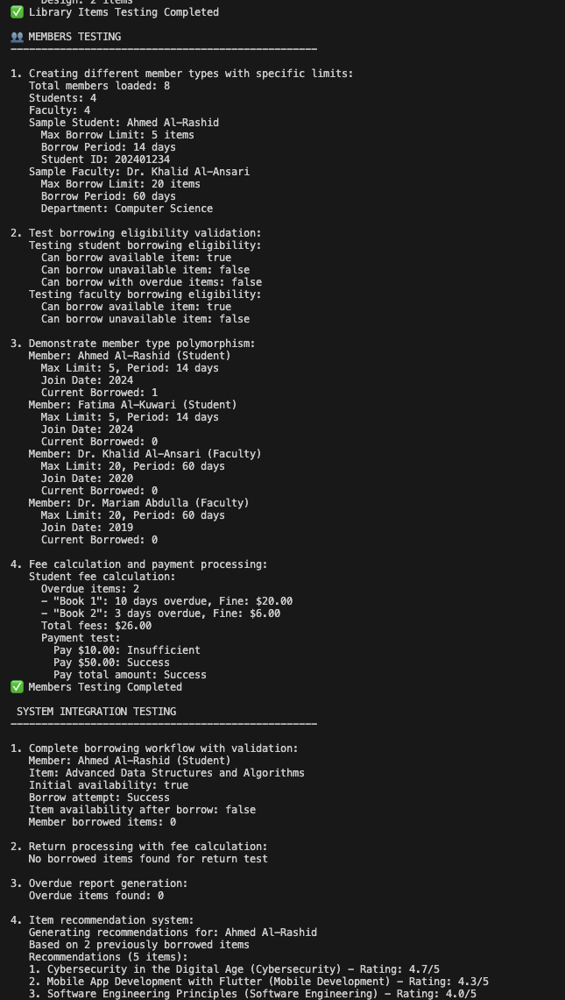 Design: 2 items
✅ Library Items Testing Completed
👥 MEMBERS TESTING
──────────────────────────────────────────────────
1. Creating different member types with specific limits:
Total members loaded: 8
Students: 4
Faculty: 4
Sample Student: Ahmed Al-Rashid
Max Borrow Limit: 5 items
Borrow Period: 14 days
Student ID: 202401234
Sample Faculty: Dr. Khalid Al-Ansari
Max Borrow Limit: 20 items
Borrow Period: 60 days
Department: Computer Science
2. Test borrowing eligibility validation:
Testing student borrowing eligibility:
Can borrow available item: true
Can borrow unavailable item: false
Can borrow with overdue items: false
Testing faculty borrowing eligibility:
Can borrow available item: true
Can borrow unavailable item: false
3. Demonstrate member type polymorphism:
Member: Ahmed Al-Rashid (Student)
Max Limit: 5, Period: 14 days
Join Date: 2024
Current Borrowed: 1
Member: Fatima Al-Kuwari (Student)
Max Limit: 5, Period: 14 days
Join Date: 2024
Current Borrowed: 0
Member: Dr. Khalid Al-Ansari (Faculty)
Max Limit: 20, Period: 60 days
Join Date: 2020
Current Borrowed: 0
Member: Dr. Mariam Abdulla (Faculty)
Max Limit: 20, Period: 60 days
Join Date: 2019
Current Borrowed: 0
4. Fee calculation and payment processing:
Student fee calculation:
Overdue items: 2
- "Book 1": 10 days overdue, Fine: $20.00
- "Book 2": 3 days overdue, Fine: $6.00
Total fees: $26.00
Payment test:
Pay $10.00: Insufficient
Pay $50.00: Success
Pay total amount: Success
✅ Members Testing Completed
SYSTEM INTEGRATION TESTING
──────────────────────────────────────────────────
1. Complete borrowing workflow with validation:
Member: Ahmed Al-Rashid (Student)
Item: Advanced Data Structures and Algorithms
Initial availability: true
Borrow attempt: Success
Item availability after borrow: false
Member borrowed items: 0
2. Return processing with fee calculation:
No borrowed items found for return test
3. Overdue report generation:
Overdue items found: 0
4. Item recommendation system:
Generating recommendations for: Ahmed Al-Rashid
Based on 2 previously borrowed items
Recommendations (5 items):
1. Cybersecurity in the Digital Age (Cybersecurity) - Rating: 4.7/5
2. Mobile App Development with Flutter (Mobile Development) - Rating: 4.3/5
3. Software Engineering Principles (Software Engineering) - Rating: 4.0/5